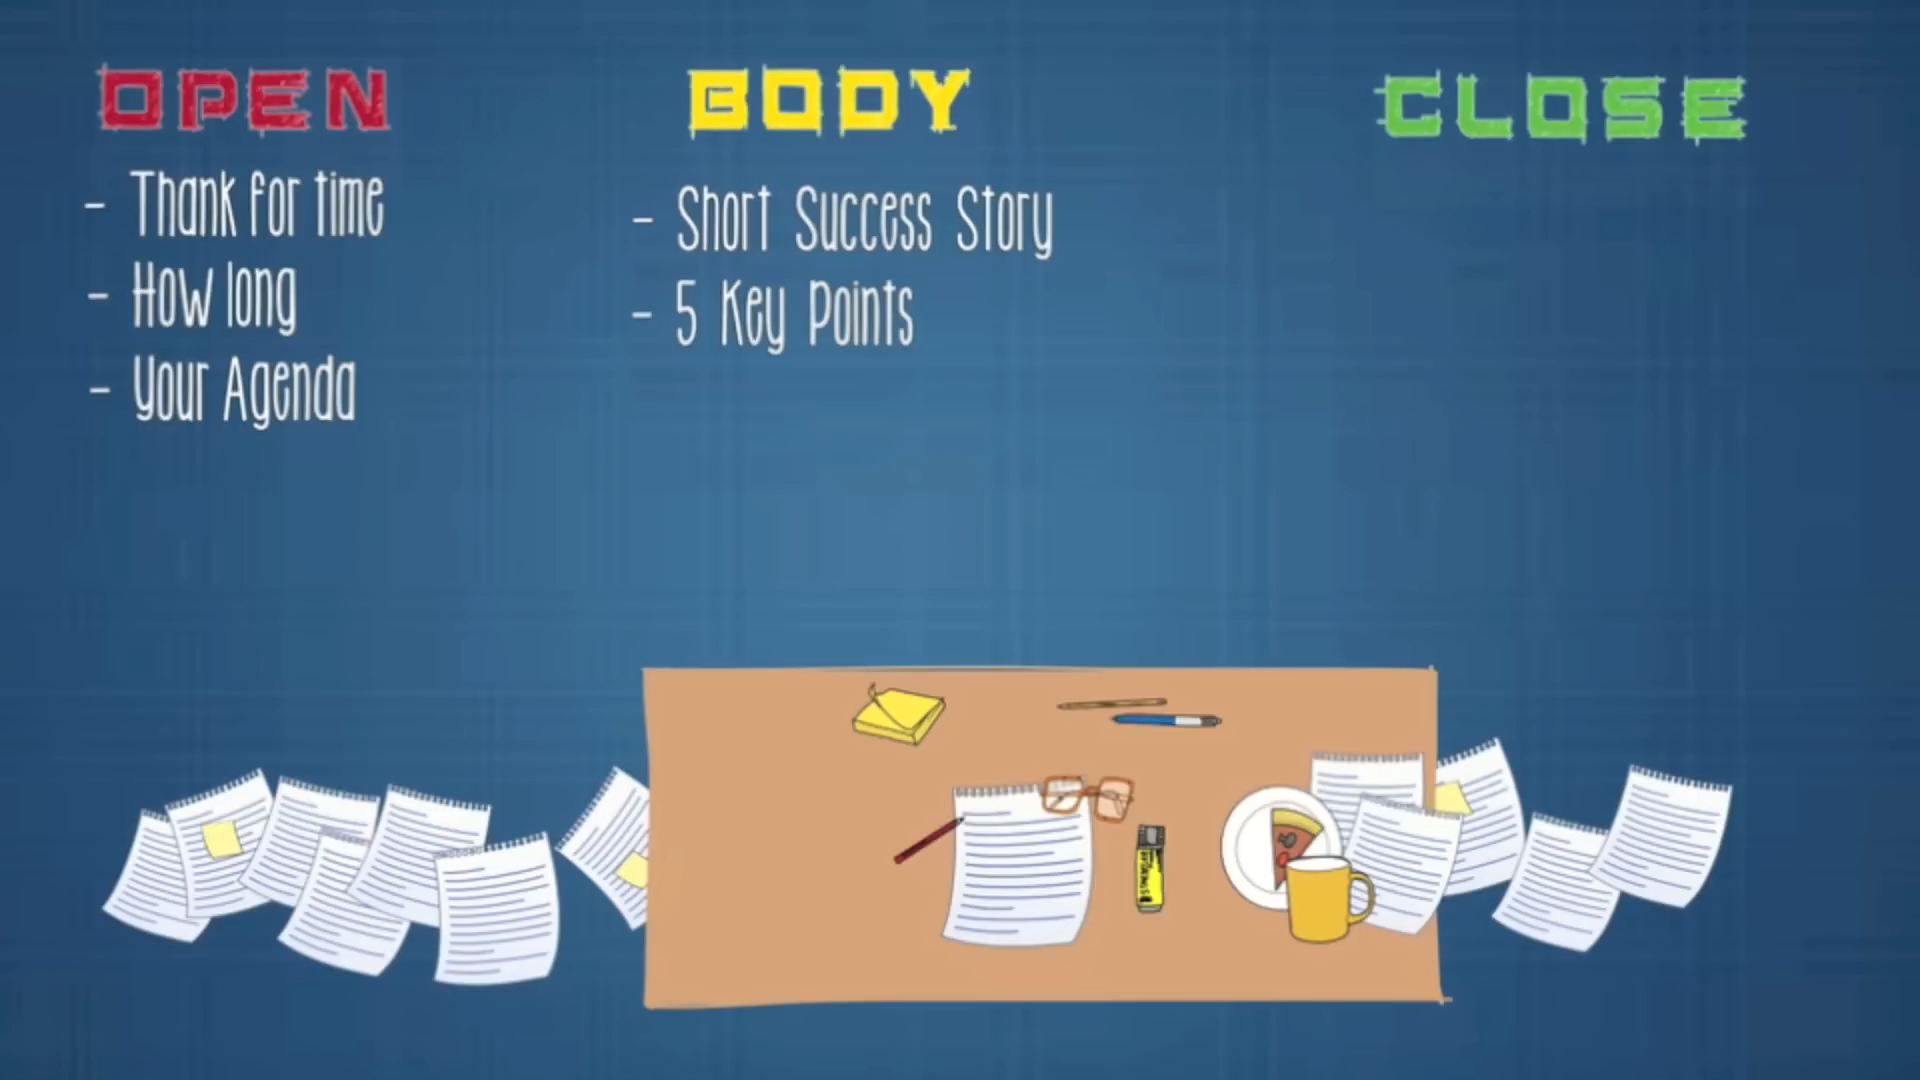 OPEN
- Thank for time
- How long
- Your Agenda
BODY
- Short Success Story
- 5 Key Points
CLOSE